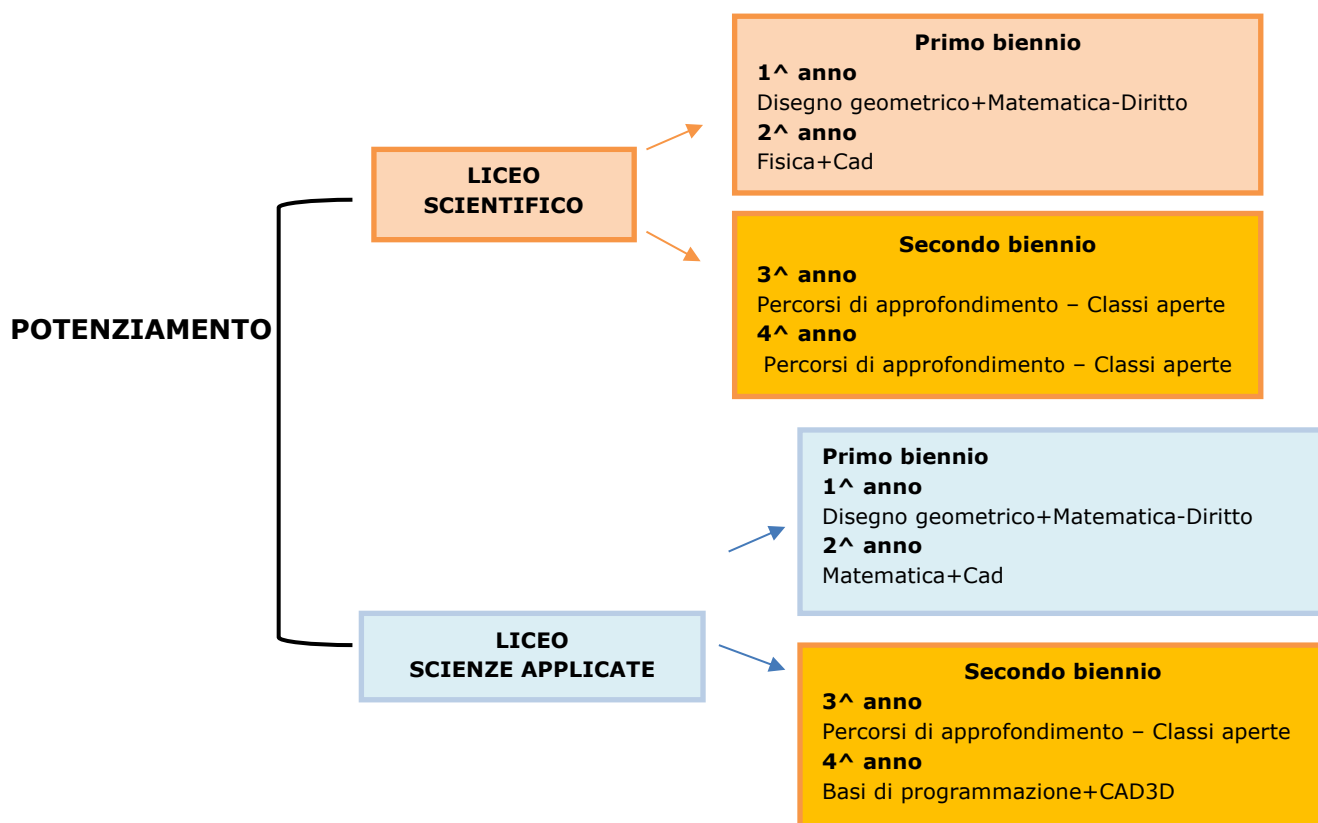 POTENZIAMENTO
LICEO
SCIENTIFICO
Primo biennio
1^ anno
Disegno geometrico+Matematica-Diritto
2^ anno
Fisica+Cad
Secondo biennio
3^ anno
Percorsi di approfondimento – Classi aperte
4^ anno
Percorsi di approfondimento – Classi aperte
LICEO
SCIENZE APPLICATE
Primo biennio
1^ anno
Disegno geometrico+Matematica-Diritto
2^ anno
Matematica+Cad
Secondo biennio
3^ anno
Percorsi di approfondimento – Classi aperte
4^ anno
Basi di programmazione+CAD3D